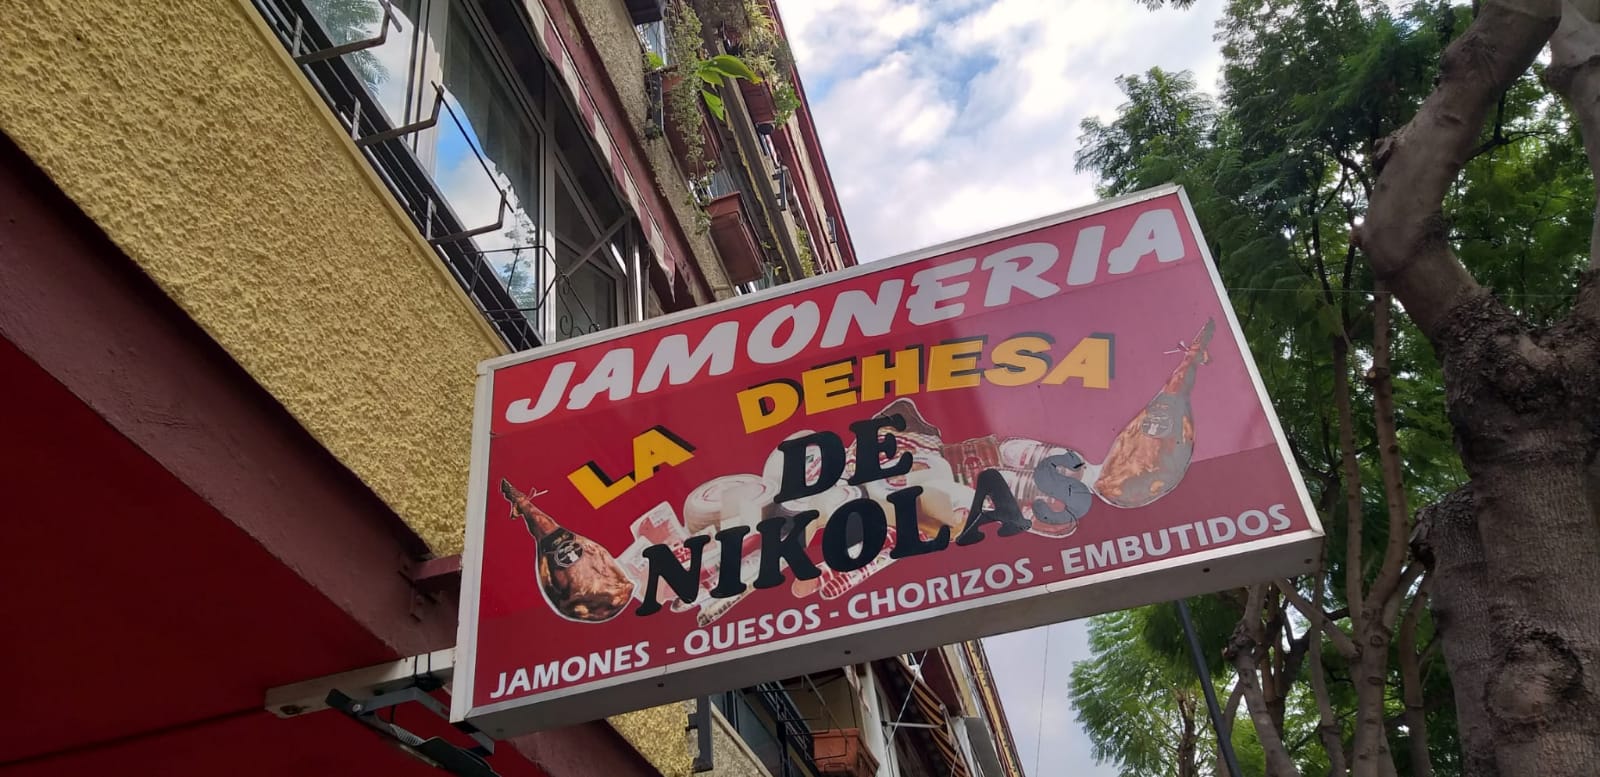 JAMONERIA
LA DEHESA
DE
NIKOLAS
JAMONES - QUESOS - CHORIZOS - EMBUTIDOS